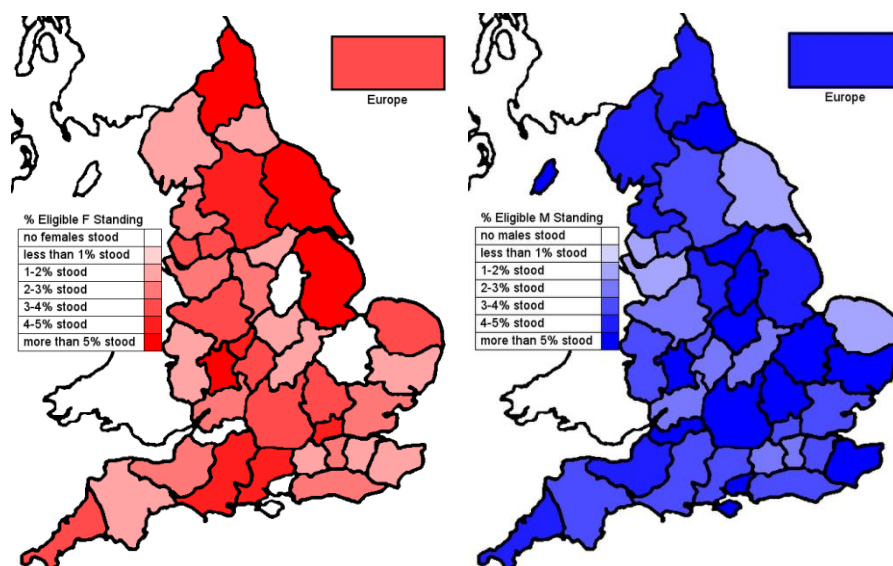 Europe
% Eligible F Standing
no females stood
less than 1% stood
1-2% stood
2-3% stood
3-4% stood
4-5% stood
more than 5% stood
Europe
% Eligible M Standing
no males stood
less than 1% stood
1-2% stood
2-3% stood
3-4% stood
4-5% stood
more than 5% stood